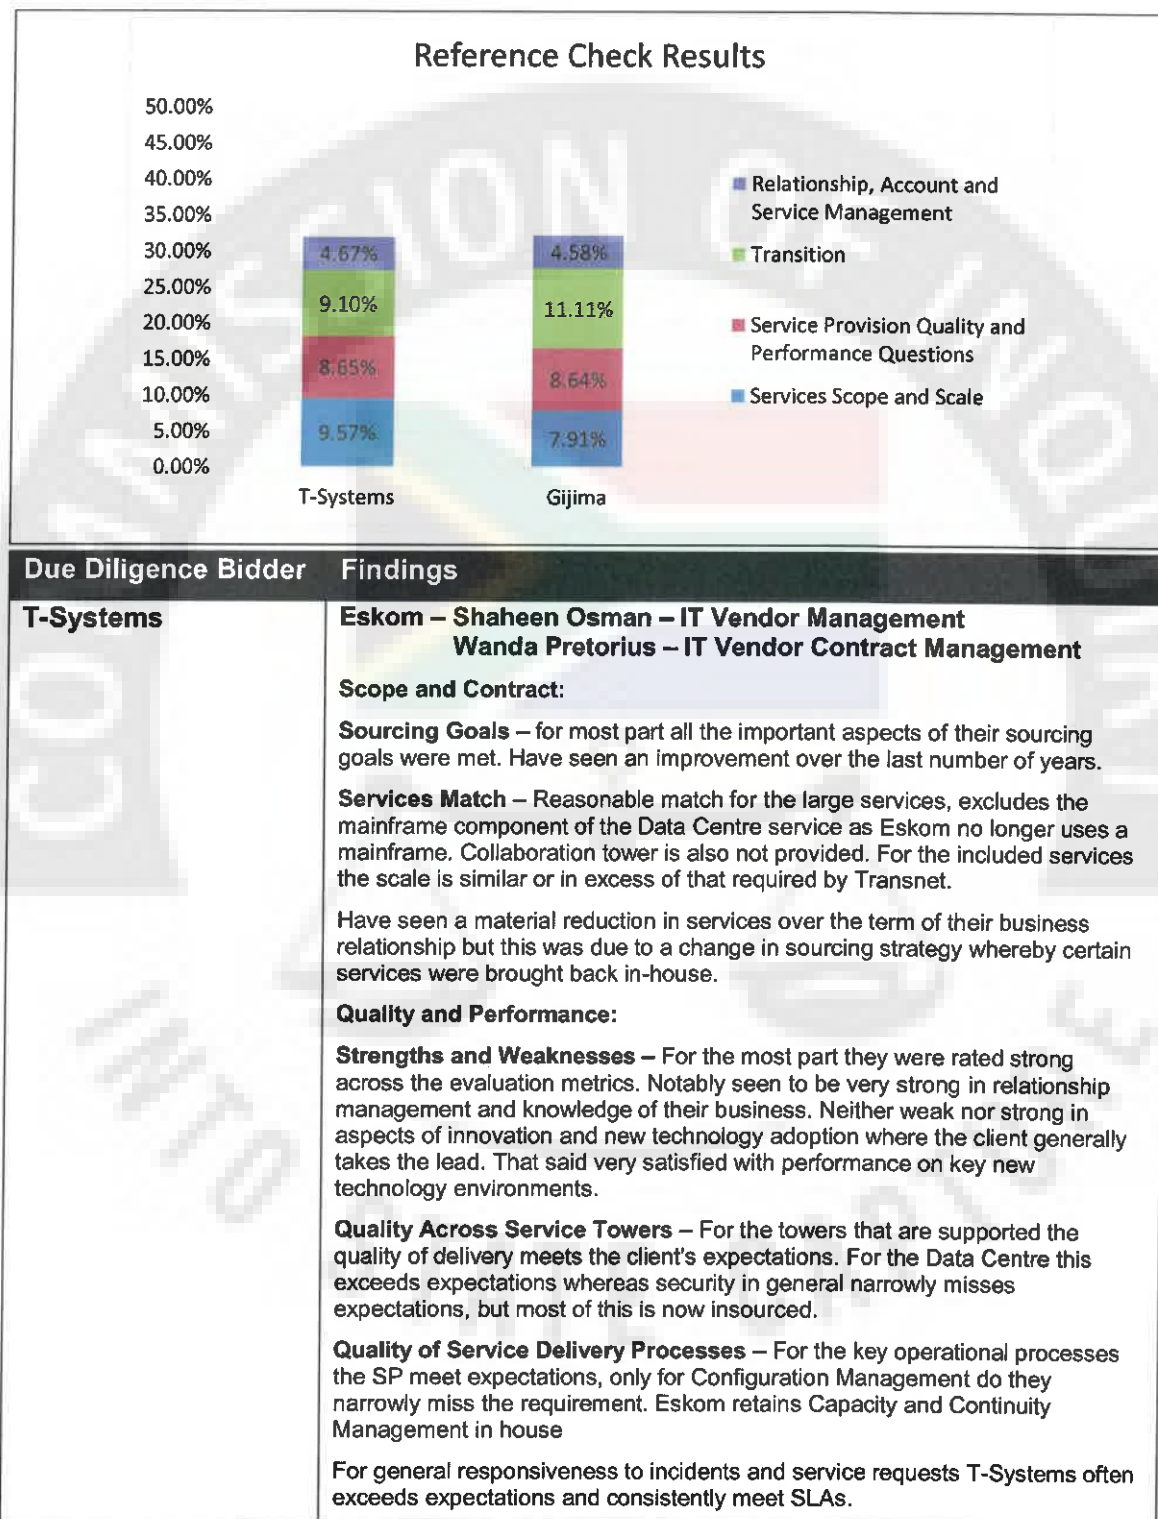 Reference Check Results
50.00%
45.00%
40.00%
35.00%
30.00%
25.00%
20.00%
15.00%
10.00%
5.00%
0.00%
4.67%
9.10%
8.65%
9.57%
4.58%
11.11%
8.64%
7.91%
T-Systems
Gijima
Relationship, Account and
Service Management
Transition
Service Provision Quality and
Performance Questions
Services Scope and Scale
Due Diligence Bidder Findings
T-Systems
Eskom – Shaheen Osman – IT Vendor Management
Wanda Pretorius – IT Vendor Contract Management
Scope and Contract:
Sourcing Goals – for most part all the important aspects of their sourcing
goals were met. Have seen an improvement over the last number of years.
Services Match – Reasonable match for the large services, excludes the
mainframe component of the Data Centre service as Eskom no longer uses a
mainframe. Collaboration tower is also not provided. For the included services
the scale is similar or in excess of that required by Transnet.
Have seen a material reduction in services over the term of their business
relationship but this was due to a change in sourcing strategy whereby certain
services were brought back in-house.
Quality and Performance:
Strengths and Weaknesses – For the most part they were rated strong
across the evaluation metrics. Notably seen to be very strong in relationship
management and knowledge of their business. Neither weak nor strong in
aspects of innovation and new technology adoption where the client generally
takes the lead. That said very satisfied with performance on key new
technology environments.
Quality Across Service Towers – For the towers that are supported the
quality of delivery meets the client's expectations. For the Data Centre this
exceeds expectations whereas security in general narrowly misses
expectations, but most of this is now insourced.
Quality of Service Delivery Processes – For the key operational processes
the SP meet expectations, only for Configuration Management do they
narrowly miss the requirement. Eskom retains Capacity and Continuity
Management in house
For general responsiveness to incidents and service requests T-Systems often
exceeds expectations and consistently meet SLAs.